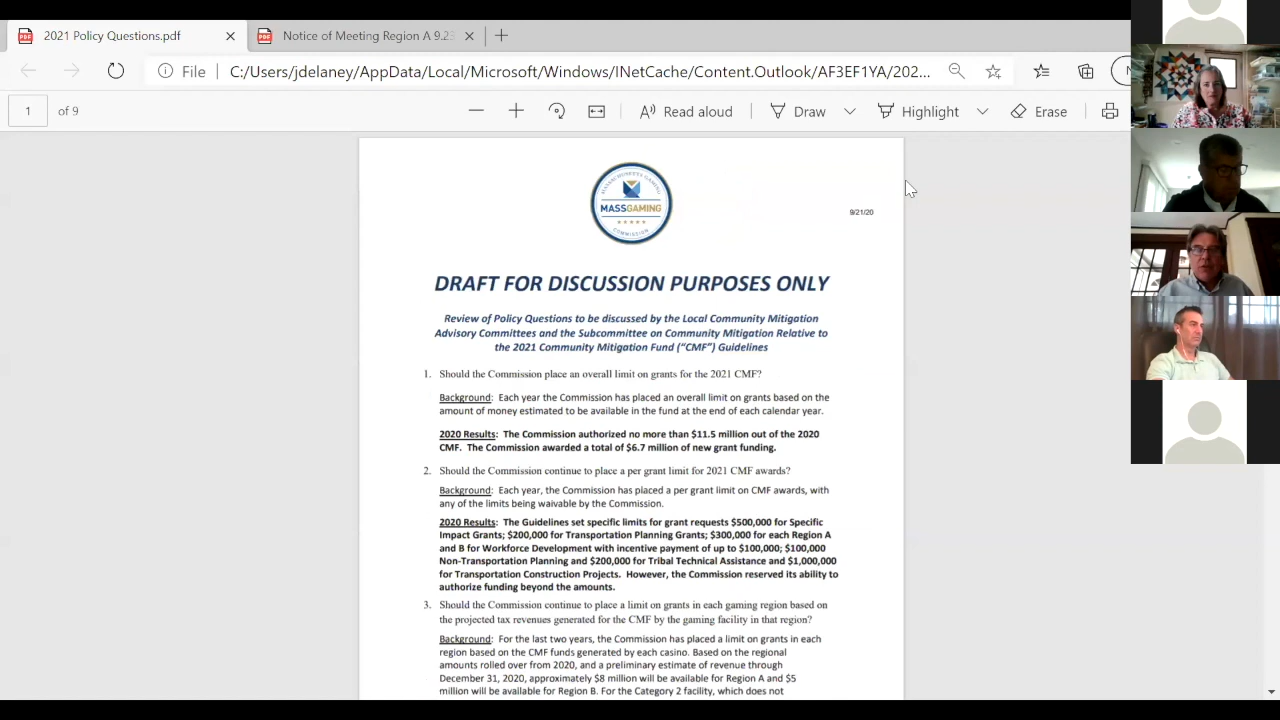 2021 Policy Questions.pdf
Notice of Meeting Region A 9.23
File
C:/Users/jdelaney/AppData/Local/Microsoft/Windows/INetCache/Content.Outlook/AF3EF1YA/202...
1 of 9
Read aloud
Draw
Highlight
Erase
MASSACHUSETTS GAMING
MASSGAMING
COMMISSION
9/21/20
DRAFT FOR DISCUSSION PURPOSES ONLY
Review of Policy Questions to be discussed by the Local Community Mitigation
Advisory Committees and the Subcommittee on Community Mitigation Relative to
the 2021 Community Mitigation Fund ("CMF") Guidelines
1. Should the Commission place an overall limit on grants for the 2021 CMF?
Background: Each year the Commission has placed an overall limit on grants based on the
amount of money estimated to be available in the fund at the end of each calendar year.
2020 Results: The Commission authorized no more than $11.5 million out of the 2020
CMF. The Commission awarded a total of $6.7 million of new grant funding.
2. Should the Commission continue to place a per grant limit for 2021 CMF awards?
Background: Each year, the Commission has placed a per grant limit on CMF awards, with
any of the limits being waivable by the Commission.
2020 Results: The Guidelines set specific limits for grant requests $500,000 for Specific
Impact Grants; $200,000 for Transportation Planning Grants; $300,000 for each Region A
and B for Workforce Development with incentive payment of up to $100,000; $100,000
Non-Transportation Planning and $200,000 for Tribal Technical Assistance and $1,000,000
for Transportation Construction Projects. However, the Commission reserved its ability to
authorize funding beyond the amounts.
3. Should the Commission continue to place a limit on grants in each gaming region based on
the projected tax revenues generated for the CMF by the gaming facility in that region?
Background: For the last two years, the Commission has placed a limit on grants in each
region based on the CMF funds generated by each casino. Based on the regional
amounts rolled over from 2020, and a preliminary estimate of revenue through
December 31, 2020, approximately $8 million will be available for Region A and $5
million will be available for Region B. For the Category 2 facility, which does not